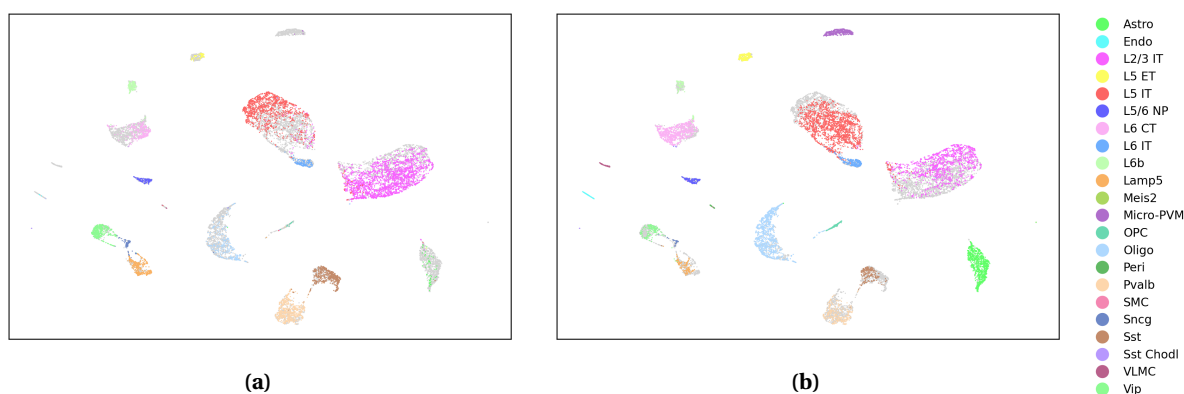 Astro
Endo
L2/3 IT
L5 ET
L5 IT
L5/6 NP
L6 CT
L6 IT
L6b
Lamp5
Meis2
Micro-PVM
OPC
Oligo
Peri
Pvalb
SMC
Sncg
Sst
Sst Chodl
VLMC
Vip
(a)
(b)